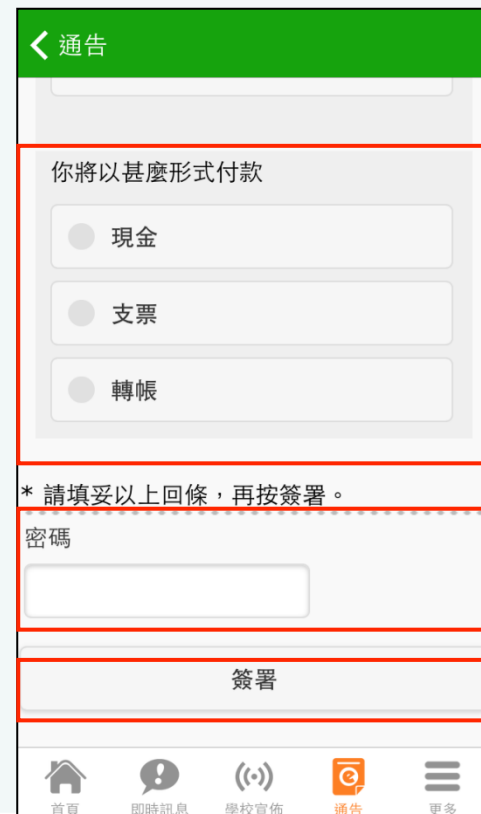 通告
你將以甚麼形式付款
現金
支票
轉帳
* 請填妥以上回條，再按簽署。
密碼
簽署
首頁 即時訊息 學校宣佈 通告 更多